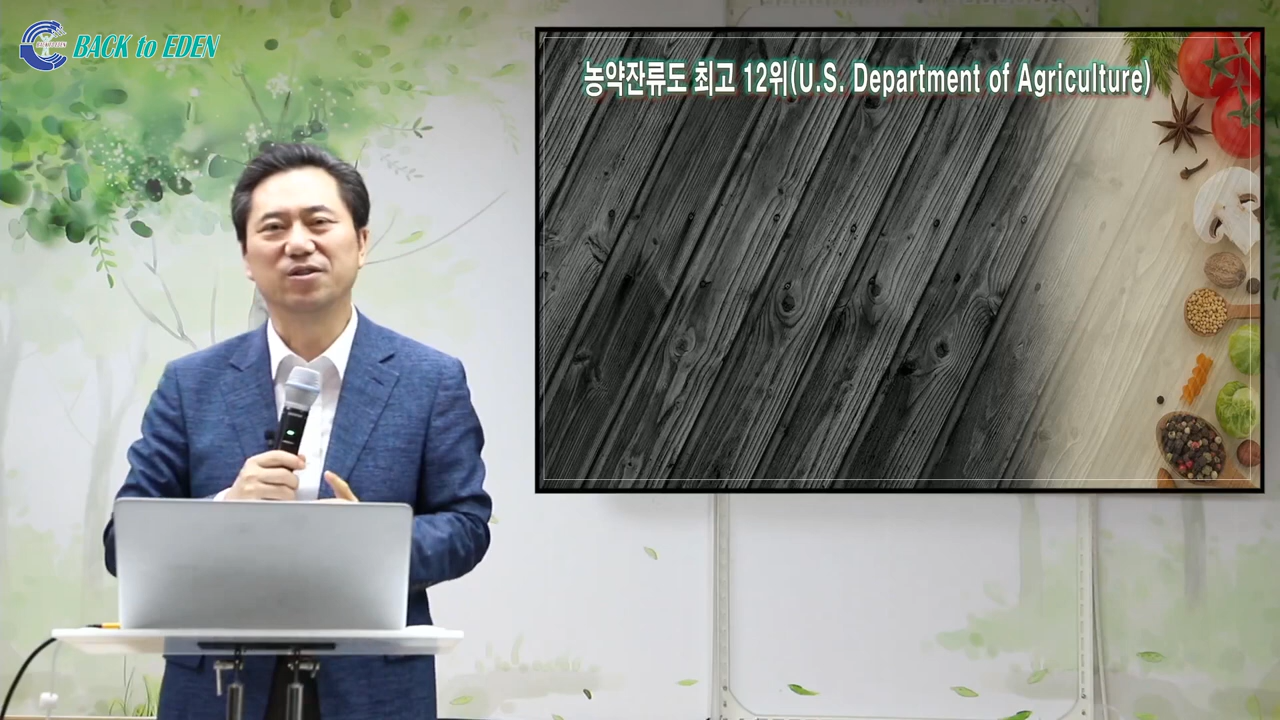 BACK to EDEN
농약잔류도 최고 12위(U.S. Department of Agriculture)